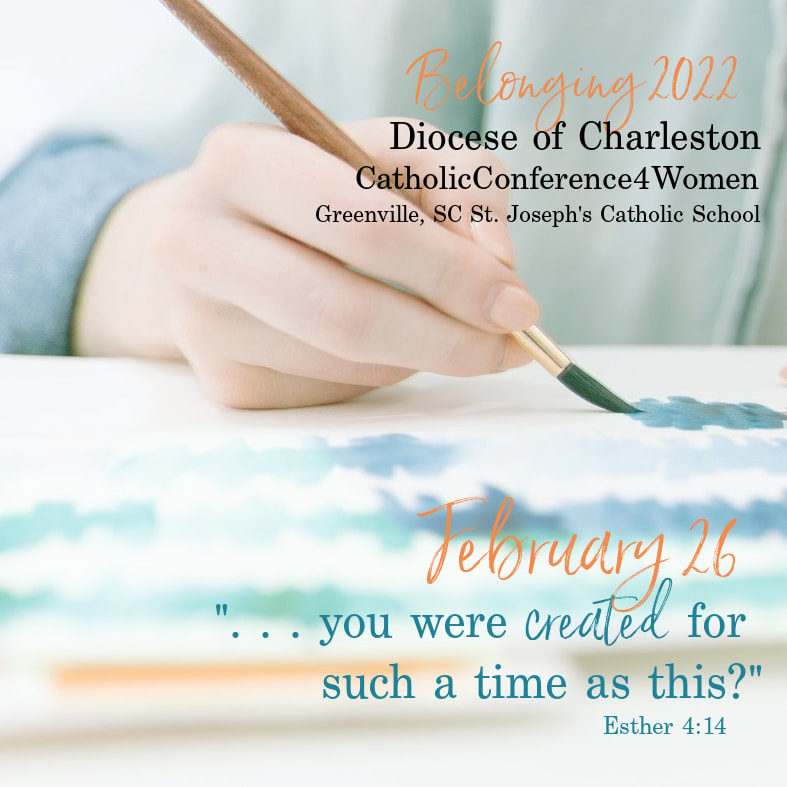 Belonging 2022
Diocese of Charleston
CatholicConference4Women
Greenville, SC St. Joseph's Catholic School
February 26
". . . you were created for
such a time as this?"
Esther 4:14